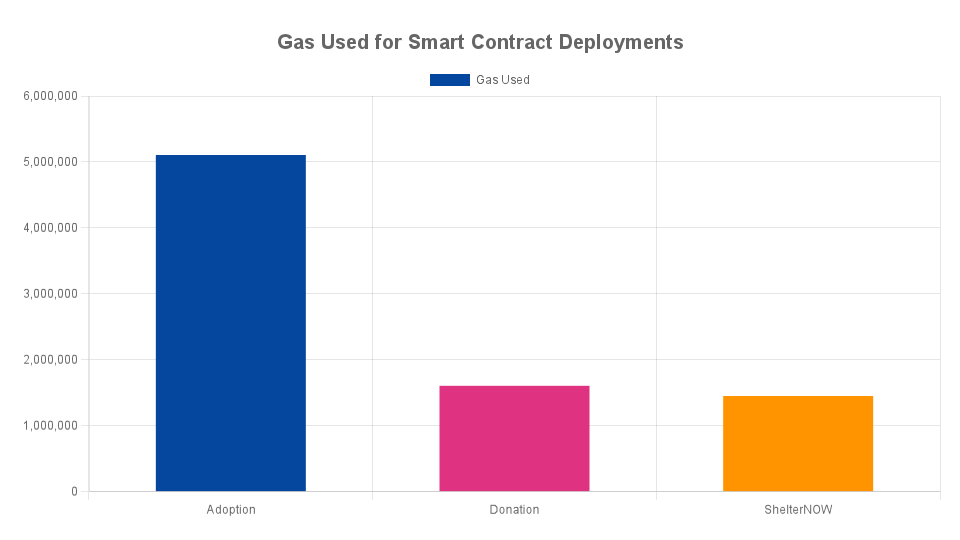 Gas Used for Smart Contract Deployments
Gas Used
6,000,000
5,000,000
4,000,000
3,000,000
2,000,000
1,000,000
0
Adoption
Donation
ShelterNOW